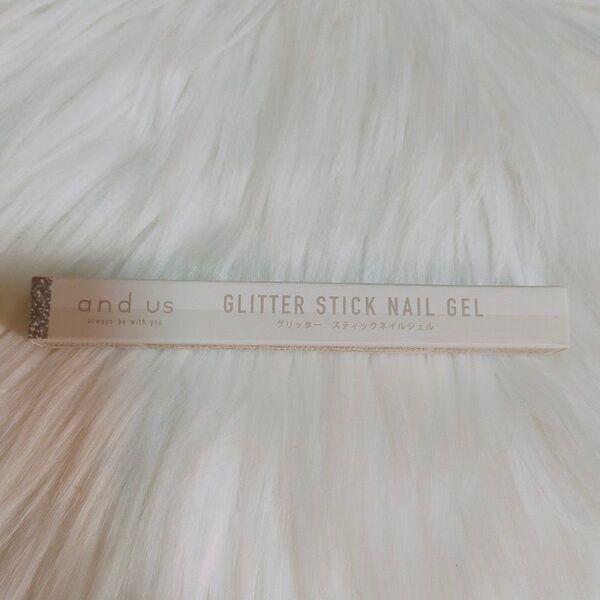 and us
always be with you
GLITTER STICK NAIL GEL
グリッター スティックネイルジェル